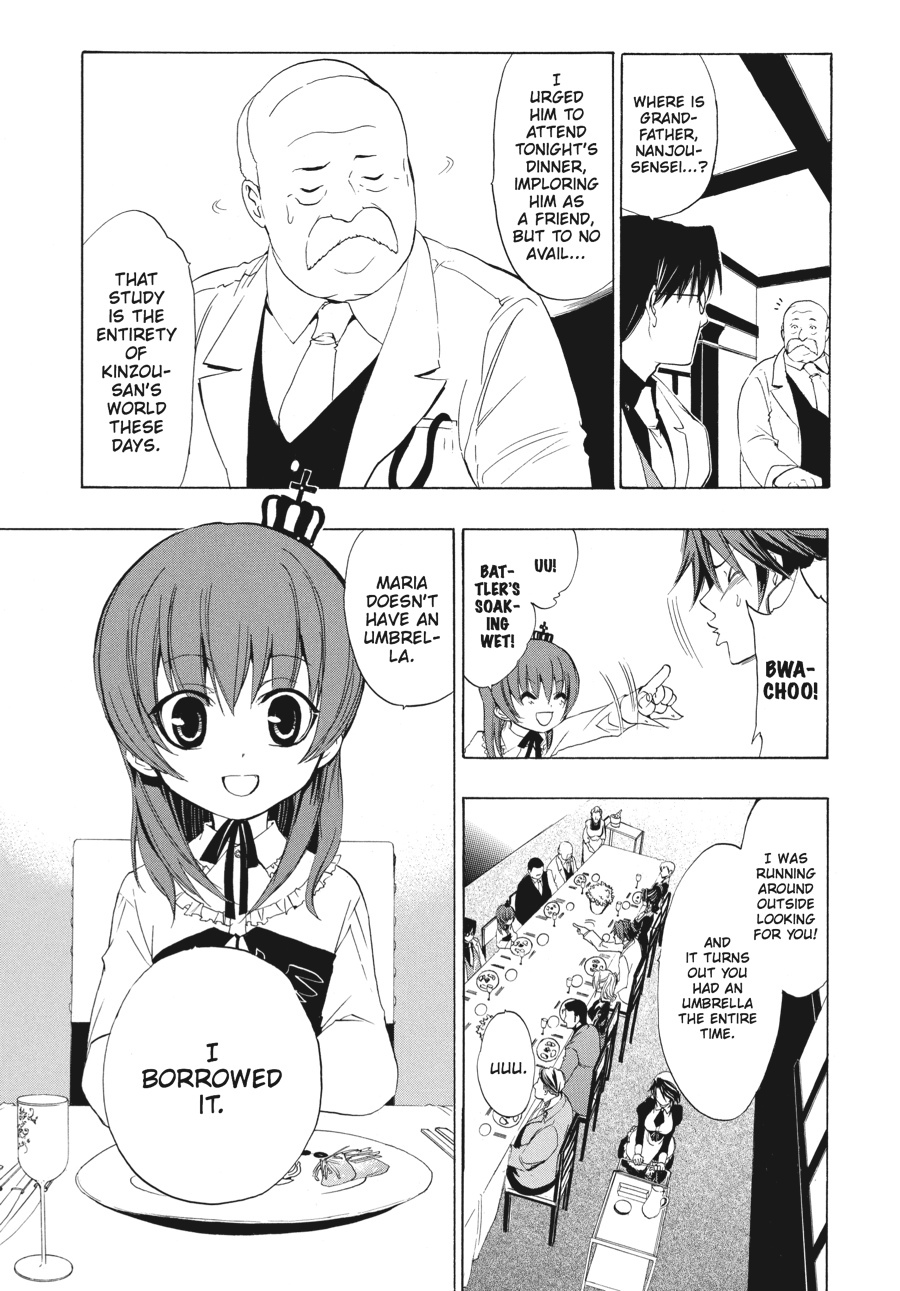 WHERE IS
GRAND-
FATHER,
NANJOU-
SENSEI...?
I
URGED
HIM TO
ATTEND
TONIGHT'S
DINNER,
IMPLORING
HIM AS
A FRIEND,
BUT TO NO
AVAIL...
THAT
STUDY
IS THE
ENTIRETY
OF
KINZOU-
SAN'S
WORLD
THESE
DAYS.
BWA-
CHOO!
UU!
BAT-
TLER'S
SOAK-
ING
WET!
I WAS
RUNNING
AROUND
OUTSIDE
LOOKING
FOR YOU!
AND
IT TURNS
OUT YOU
HAD AN
UMBRELLA
THE ENTIRE
TIME.
UUU.
MARIA
DOESN'T
HAVE AN
UMBREL-
LA.
I
BORROWED
IT.